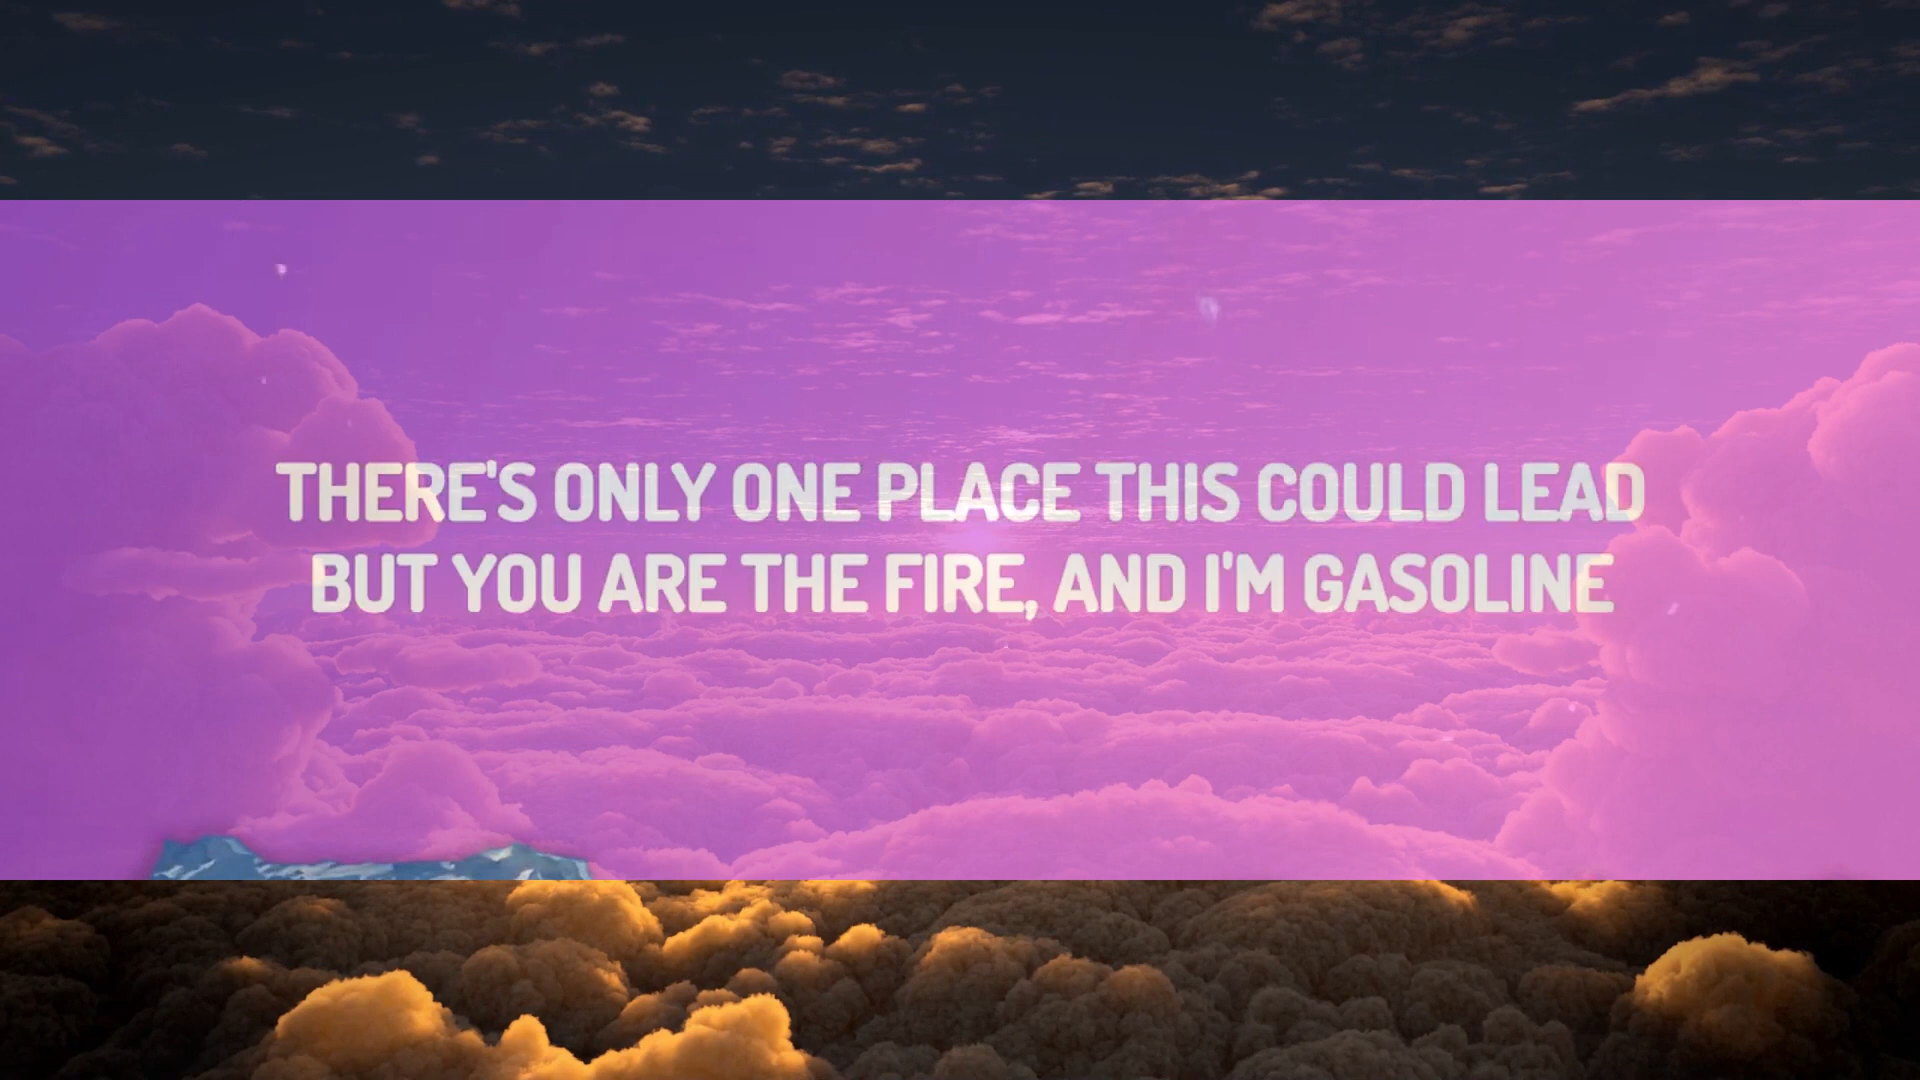 THERE'S ONLY ONE PLACE THIS COULD LEAD
BUT YOU ARE THE FIRE, AND I'M GASOLINE